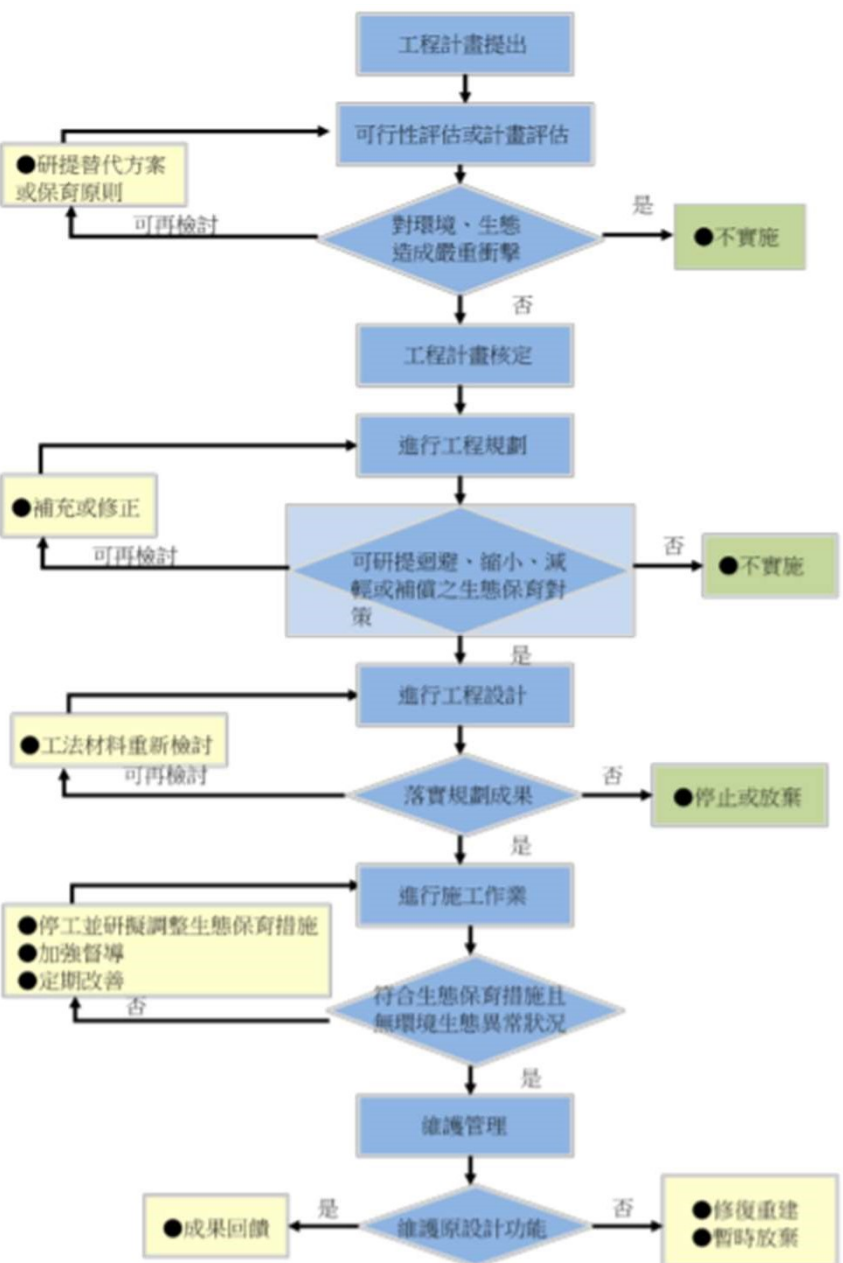 工程計畫提出
可行性評估或計畫評估
●研提替代方案
或保育原則
可再檢討
對環境、生態
造成嚴重衝擊
是
●不實施
否
工程計畫核定
進行工程規劃
●補充或修正
可再檢討
可研提迴避、縮小、減
輕或補償之生態保育對
策
否
●不實施
是
進行工程設計
●工法材料重新檢討
可再檢討
落實規劃成果
否
●停止或放棄
是
進行施工作業
●停工並研擬調整生態保育措施
●加強督導
●定期改善
否
符合生態保育措施且
無環境生態異常狀況
是
維護管理
●成果回饋
是
維護原設計功能
否
●修復重建
●暫時放棄